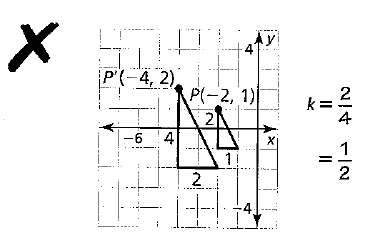 X
y
4
P'(−4, 2)
P(−2, 1)
2
−6
4
x
1
2
−4
k = 2/4
= 1/2